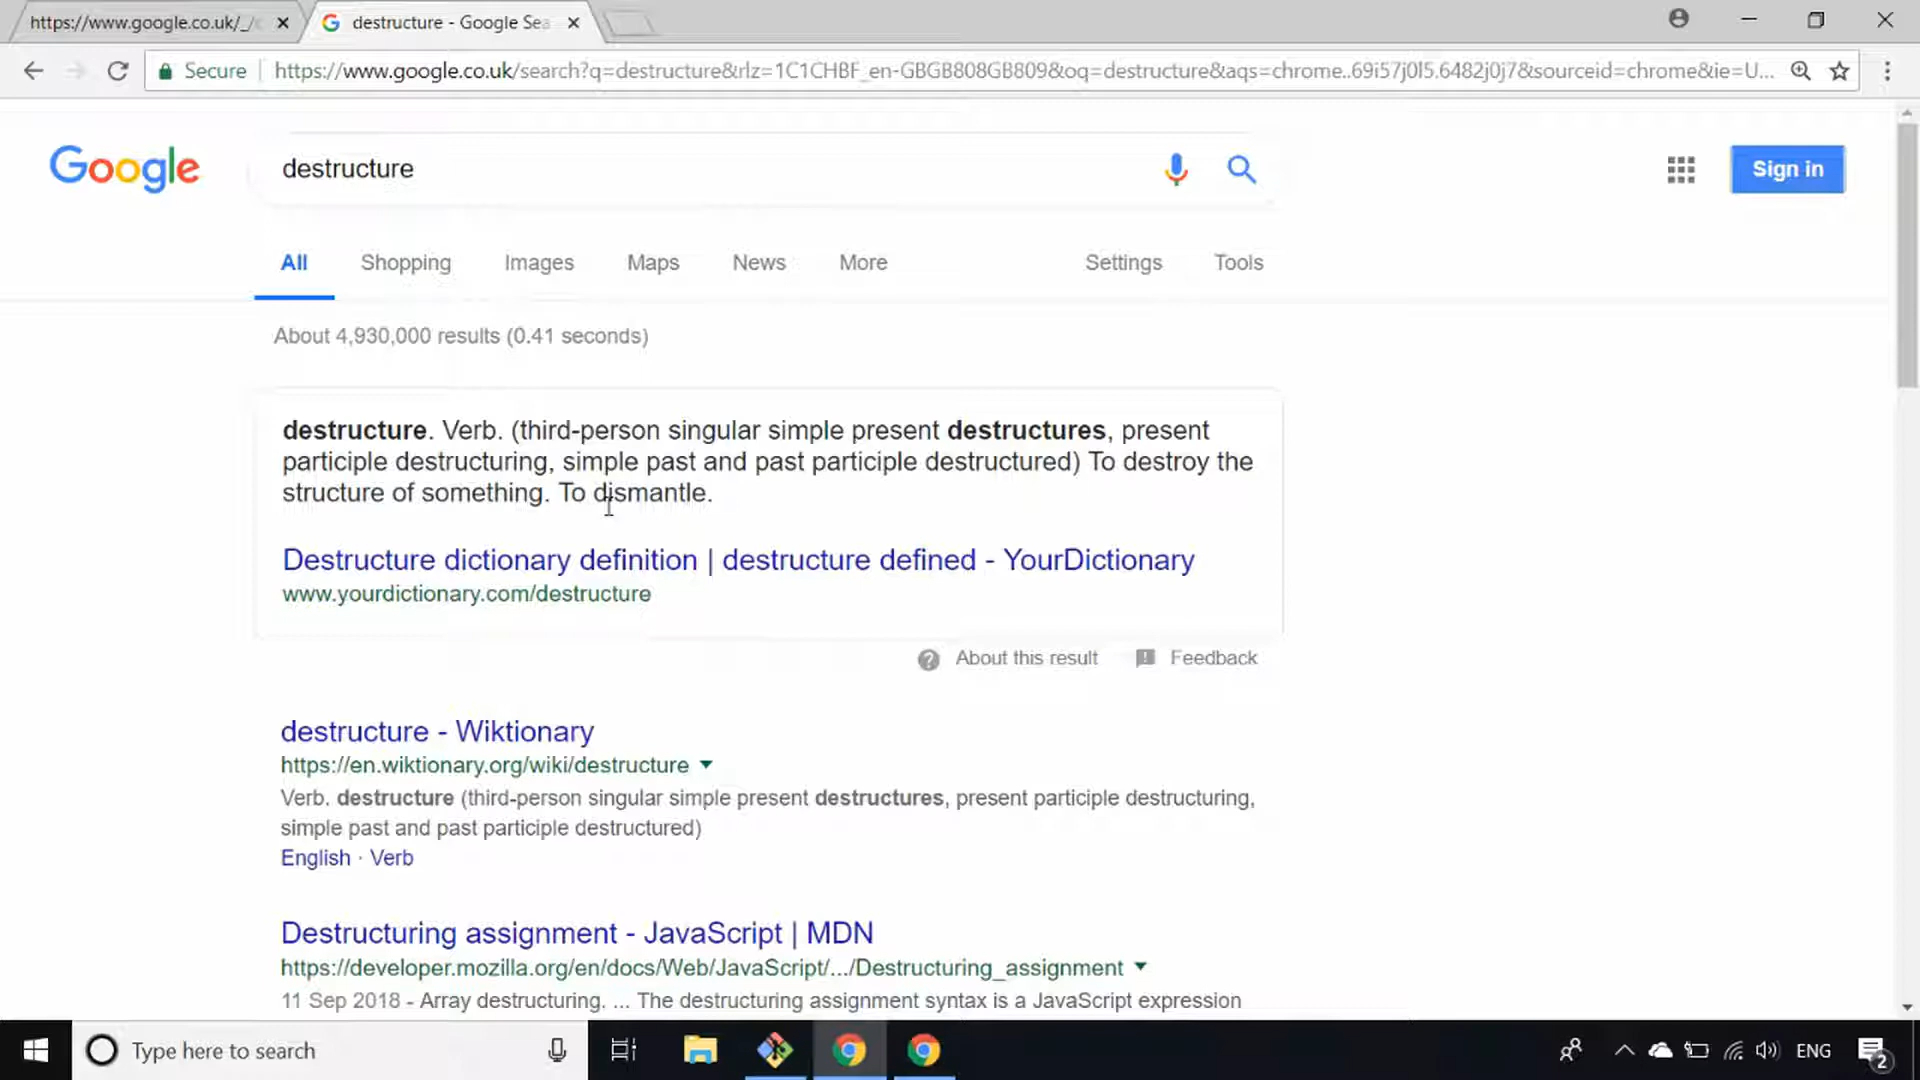 https://www.google.co.uk/_/
destructure - Google Sea
Secure
https://www.google.co.uk/search?q=destructure&rlz=1C1CHBF_en-GBGB808GB809&oq=destructure&aqs=chrome..69i57j0l5.6482j0j7&sourceid=chrome&ie=U...
Google
destructure
Sign in
All
Shopping
Images
Maps
News
More
Settings
Tools
About 4,930,000 results (0.41 seconds)
destructure. Verb. (third-person singular simple present destructures, present
participle destructuring, simple past and past participle destructured) To destroy the
structure of something. To dismantle.
Destructure dictionary definition | destructure defined - YourDictionary
www.yourdictionary.com/destructure
About this result
Feedback
destructure - Wiktionary
https://en.wiktionary.org/wiki/destructure
Verb. destructure (third-person singular simple present destructures, present participle destructuring,
simple past and past participle destructured)
English · Verb
Destructuring assignment - JavaScript | MDN
https://developer.mozilla.org/en/docs/Web/JavaScript/.../Destructuring_assignment
11 Sep 2018 - Array destructuring. ... The destructuring assignment syntax is a JavaScript expression
Type here to search
ENG
2